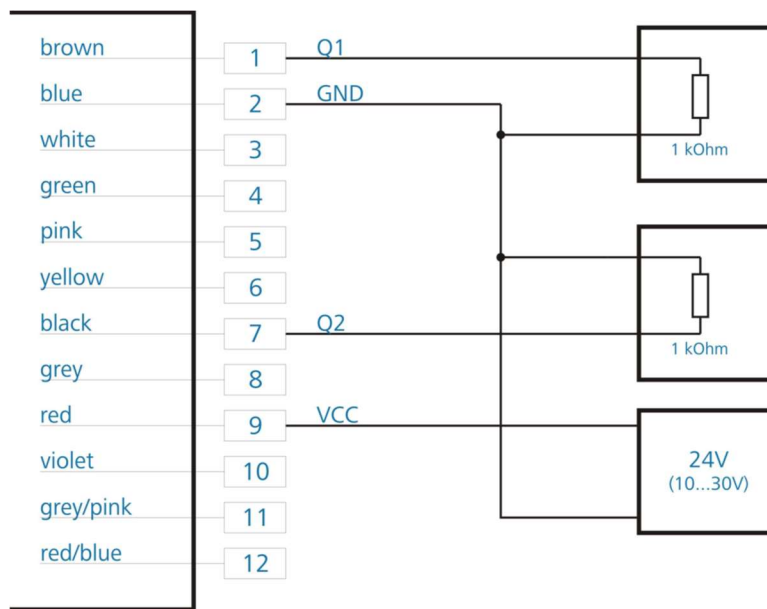 brown 1 Q1
blue 2 GND
white 3
1 kOhm
green 4
pink 5
yellow 6
black 7 Q2
1 kOhm
grey 8
red 9 VCC
violet 10
24V
(10...30V)
grey/pink 11
red/blue 12